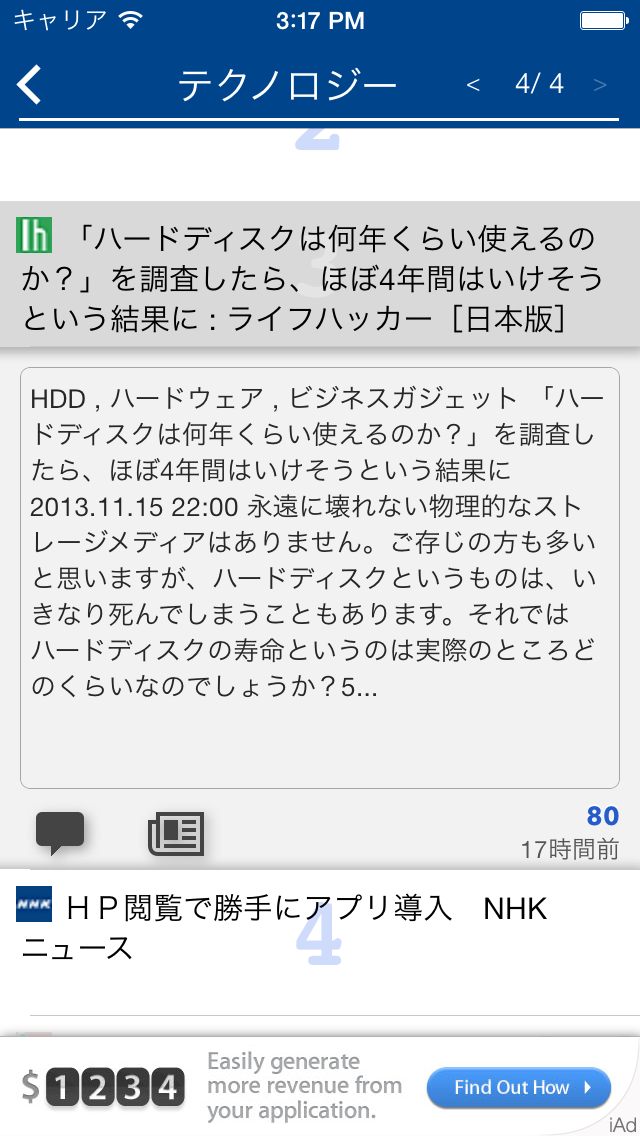 キャリア 3:17 PM
テクノロジー < 4/ 4 >
2
lh 「ハードディスクは何年くらい使えるの
か？」を調査したら、ほぼ4年間はいけそう
という結果に : ライフハッカー［日本版］
3
HDD , ハードウェア , ビジネスガジェット 「ハー
ドディスクは何年くらい使えるのか？」を調査し
たら、ほぼ4年間はいけそうという結果に
2013.11.15 22:00 永遠に壊れない物理的なスト
レージメディアはありません。ご存じの方も多い
と思いますが、ハードディスクというものは、い
きなり死んでしまうこともあります。それでは
ハードディスクの寿命というのは実際のところど
のくらいなのでしょうか？5...
80
17時間前
NHK ＨＰ閲覧で勝手にアプリ導入　NHK
ニュース
4
$1234
Easily generate
more revenue from
your application.
Find Out How
iAd